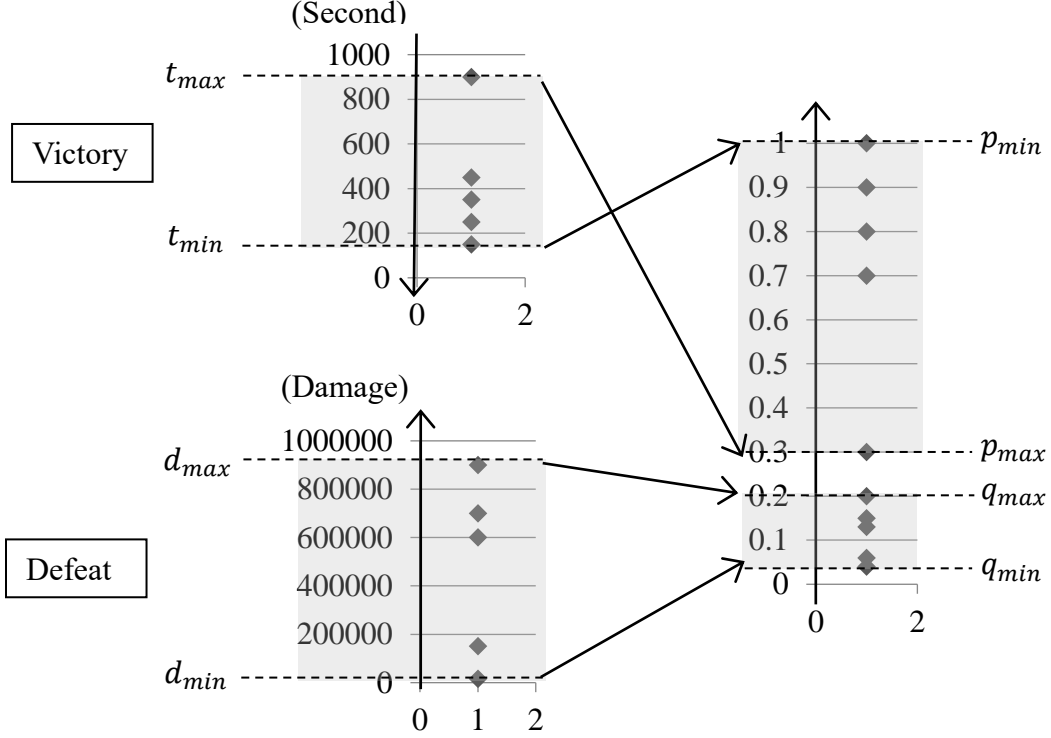 (Second)
1000
t_max
800
600
Victory
400
200
t_min
0
0 2
(Damage)
1000000
d_max
800000
600000
Defeat
400000
200000
d_min
0
0 1 2
1
p_min
0.9
0.8
0.7
0.6
0.5
0.4
0.3
p_max
0.2
q_max
0.1
q_min
0
0 2